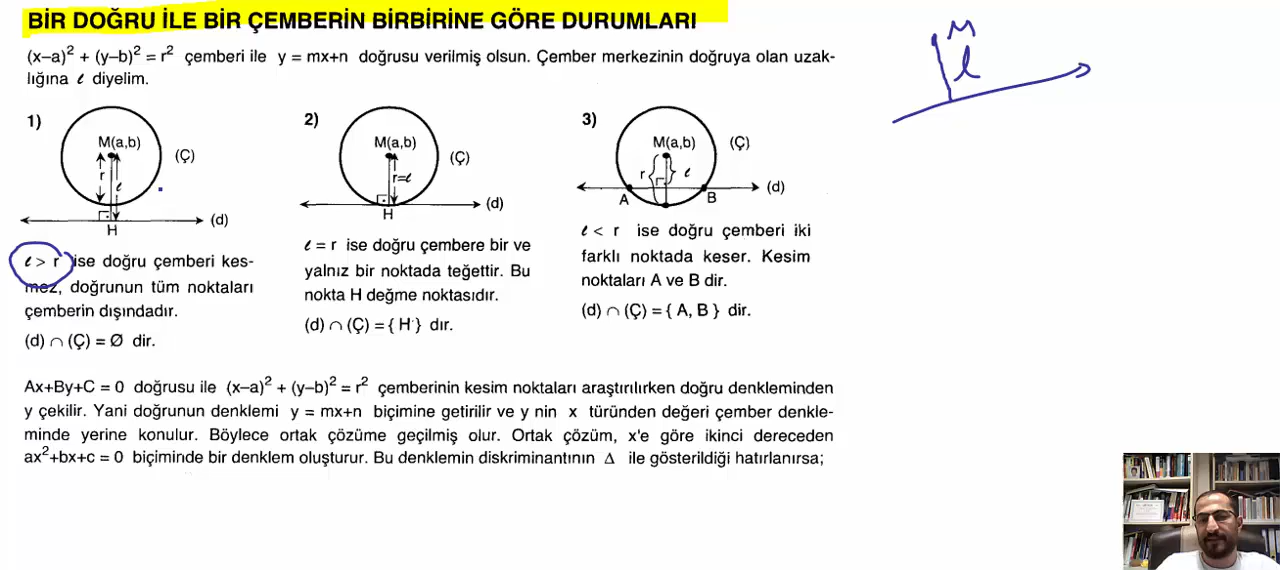 BİR DOĞRU İLE BİR ÇEMBERİN BİRBİRİNE GÖRE DURUMLARI
(x–a)² + (y–b)² = r² çemberi ile y = mx+n doğrusu verilmiş olsun. Çember merkezinin doğruya olan uzak-
lığına ℓ diyelim.
M
ℓ
1)
M(a,b)
(Ç)
r
ℓ
(d)
H
ℓ > r ise doğru çemberi kes-
mez, doğrunun tüm noktaları
çemberin dışındadır.
(d) ∩ (Ç) = Ø dir.
2)
M(a,b)
(Ç)
r=ℓ
(d)
H
ℓ = r ise doğru çembere bir ve
yalnız bir noktada teğettir. Bu
nokta H değme noktasıdır.
(d) ∩ (Ç) = { H } dır.
3)
M(a,b)
(Ç)
r
ℓ
(d)
A
B
ℓ < r ise doğru çemberi iki
farklı noktada keser. Kesim
noktaları A ve B dir.
(d) ∩ (Ç) = { A, B } dir.
Ax+By+C = 0 doğrusu ile (x–a)² + (y–b)² = r² çemberinin kesim noktaları araştırılırken doğru denkleminden
y çekilir. Yani doğrunun denklemi y = mx+n biçimine getirilir ve y nin x türünden değeri çember denkle-
minde yerine konulur. Böylece ortak çözüme geçilmiş olur. Ortak çözüm, x'e göre ikinci dereceden
ax²+bx+c = 0 biçiminde bir denklem oluşturur. Bu denklemin diskriminantının Δ ile gösterildiği hatırlanırsa;